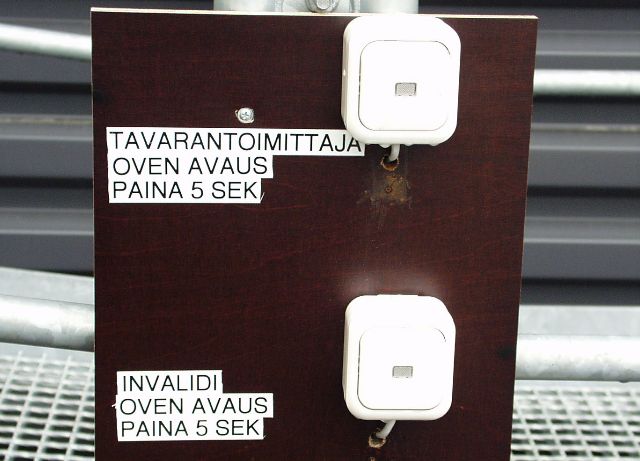 TAVARANTOIMITTAJA
OVEN AVAUS
PAINA 5 SEK
INVALIDI
OVEN AVAUS
PAINA 5 SEK